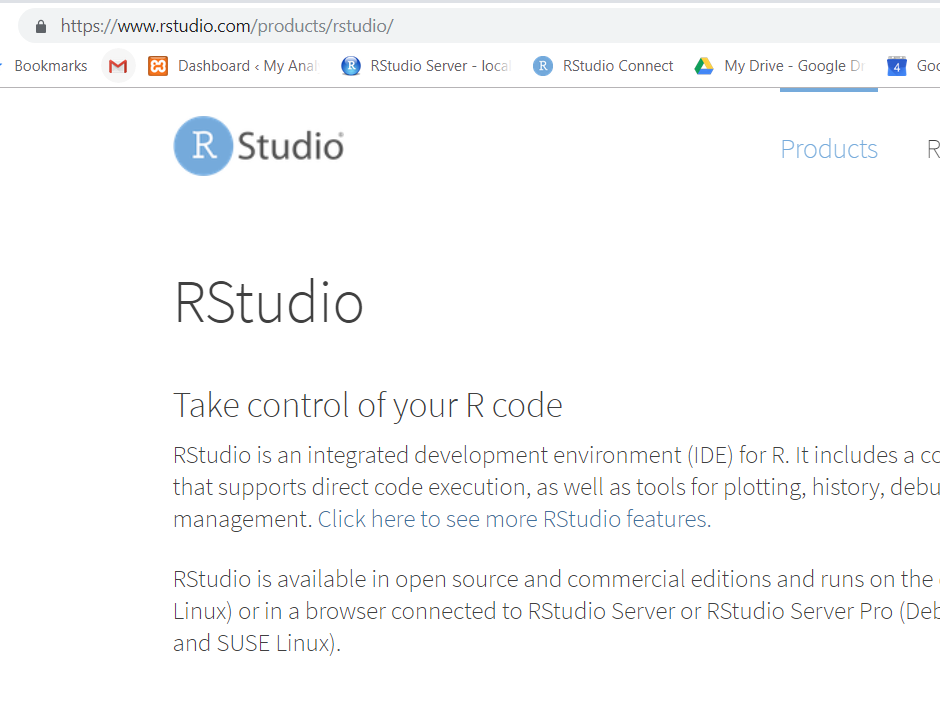 https://www.rstudio.com/products/rstudio/
Bookmarks Dashboard ‹ My Anal RStudio Server - local RStudio Connect 4 My Drive - Google Dr Goo
R Studio
Products R
RStudio
Take control of your R code
RStudio is an integrated development environment (IDE) for R. It includes a co
that supports direct code execution, as well as tools for plotting, history, debu
management. Click here to see more RStudio features.
RStudio is available in open source and commercial editions and runs on the
Linux) or in a browser connected to RStudio Server or RStudio Server Pro (Deb
and SUSE Linux).